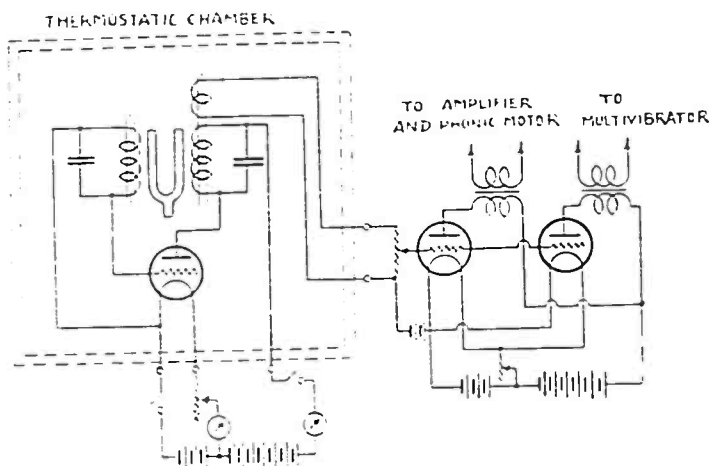 THERMOSTATIC CHAMBER
TO AMPLIFIER
AND PHONIC MOTOR
TO
MULTIVIBRATOR